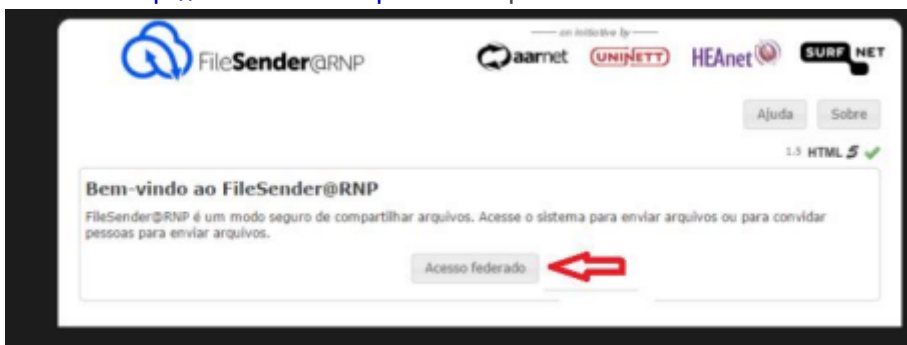 FileSender@RNP
an initiative by
aarnet UNINETT HEAnet SURF NET
Ajuda Sobre
1.5 HTML 5
Bem-vindo ao FileSender@RNP
FileSender@RNP é um modo seguro de compartilhar arquivos. Acesse o sistema para enviar arquivos ou para convidar
pessoas para enviar arquivos.
Acesso federado